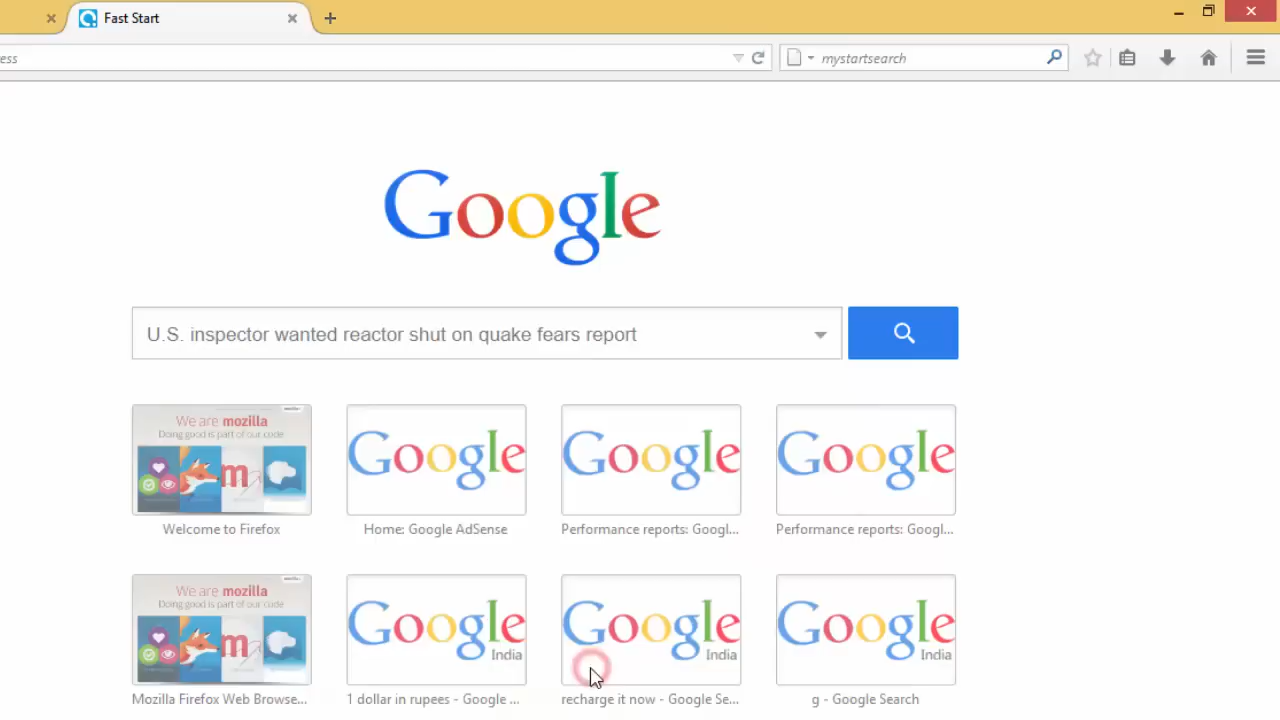 Fast Start
ess
mystartsearch
Google
U.S. inspector wanted reactor shut on quake fears report
We are mozilla
Doing good is part of our code
m
Google
Google
Google
Welcome to Firefox
Home: Google AdSense
Performance reports: Googl...
Performance reports: Googl...
We are mozilla
Doing good is part of our code
m
Google
India
Google
India
Google
India
Mozilla Firefox Web Browse...
1 dollar in rupees - Google ...
recharge it now - Google Se...
g - Google Search